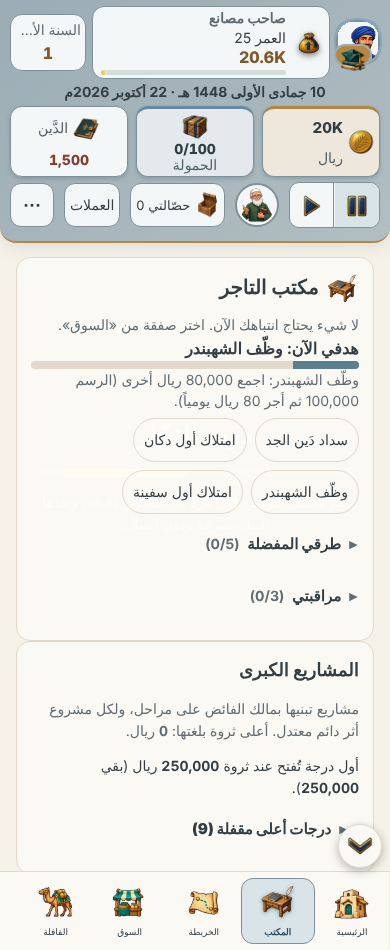 صاحب مصانع
العمر 25
20.6K
السنة الأ...
1
10 جمادى الأولى 1448 هـ · 22 أكتوبر 2026م
20K
ريال
0/100
الحمولة
الدَّين
1,500
حصّالتي 0
العملات
...
مكتب التاجر
لا شيء يحتاج انتباهك الآن. اختر صفقة من «السوق».
هدفي الآن: وظّف الشهبندر
وظّف الشهبندر: اجمع 80,000 ريال أخرى (الرسم
100,000 ثم أجر 80 ريال يومياً).
سداد دَين الجد
امتلاك أول دكان
وظّف الشهبندر
امتلاك أول سفينة
طرقي المفضلة (0/5)
مراقبتي (0/3)
المشاريع الكبرى
مشاريع تبنيها بمالك الفائض على مراحل، ولكل مشروع
أثر دائم معتدل. أعلى ثروة بلغتها: 0 ريال.
أول درجة تُفتح عند ثروة 250,000 ريال (بقي
250,000).
درجات أعلى مقفلة (9)
الرئيسية
المكتب
الخريطة
السوق
القافلة